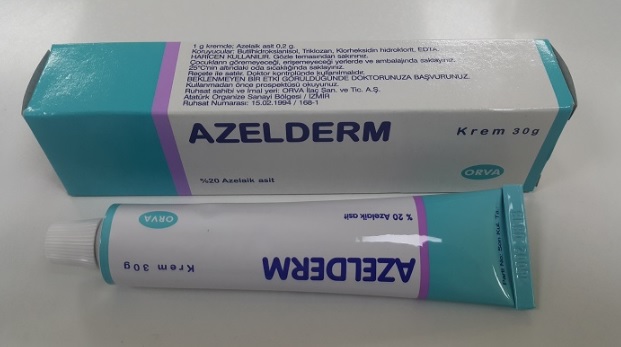 1 g kremde; Azelaik asit 0.2 g.
Koruyucular: Butilhidroksianisol, Triklozan, Klorheksidin hidroklorit, EDTA.
HARİCEN KULLANILIR. Gözle temasından sakınınız.
Çocukların göremeyeceği, erişemeyeceği yerlerde ve ambalajında saklayınız.
25°C'nin altındaki oda sıcaklığında saklayınız.
Reçete ile satılır. Doktor kontrolünde kullanılmalıdır.
BEKLENMEYEN BİR ETKİ GÖRÜLDÜĞÜNDE DOKTORUNUZA BAŞVURUNUZ.
Kullanmadan önce prospektüsü okuyunuz.
Ruhsat sahibi ve imal yeri: ORVA İlaç San. ve Tic. A.Ş.
Atatürk Organize Sanayi Bölgesi / İZMİR
Ruhsat Numarası: 15.02.1994 / 168-1
AZELDERM
Krem 30g
%20 Azelaik asit
ORVA
ORVA
% 20 Azelaik asit
AZELDERM
Krem 30g